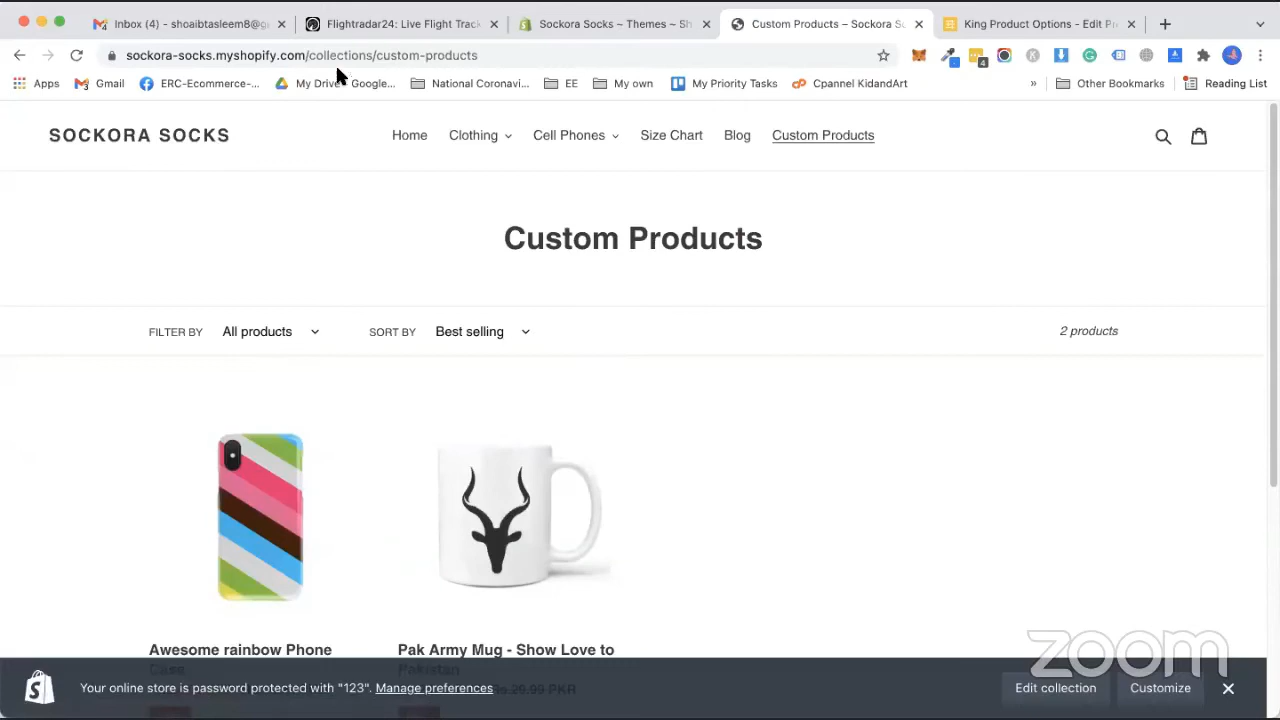 Inbox (4) - shoaibtasleem8@g
Flightradar24: Live Flight Track
Sockora Socks ~ Themes ~ Sh
Custom Products – Sockora So
King Product Options - Edit Pr
sockora-socks.myshopify.com/collections/custom-products
4
Apps
Gmail
ERC-Ecommerce-...
My Drive - Google...
National Coronavi...
EE
My own
My Priority Tasks
Cpannel KidandArt
»
Other Bookmarks
Reading List
SOCKORA SOCKS
Home
Clothing
Cell Phones
Size Chart
Blog
Custom Products
Custom Products
FILTER BY
All products
SORT BY
Best selling
2 products
Awesome rainbow Phone
Case
Pak Army Mug - Show Love to
Pakistan
Rs.29.99 PKR
zoom
Your online store is password protected with "123". Manage preferences
Edit collection
Customize